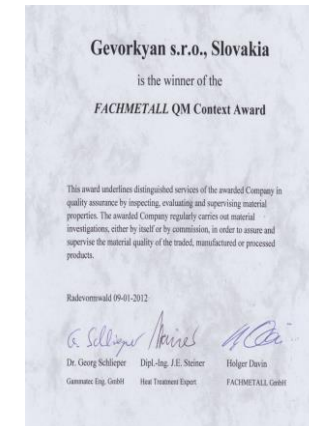 Gevorkyan s.r.o., Slovakia
is the winner of the
FACHMETALL QM Context Award
This award underlines distinguished services of the awarded Company in
quality assurance by inspecting, evaluating and supervising material
properties. The awarded Company regularly carries out material
investigations, either by itself or by commission, in order to assure and
supervise the material quality of the traded, manufactured or processed
products.
Radevormwald 09-01-2012
G. Schlieper
Dr. Georg Schlieper Dipl.-Ing. J.E. Steiner Holger Davin
Gammatec Eng. GmbH Heat Treatment Expert FACHMETALL GmbH